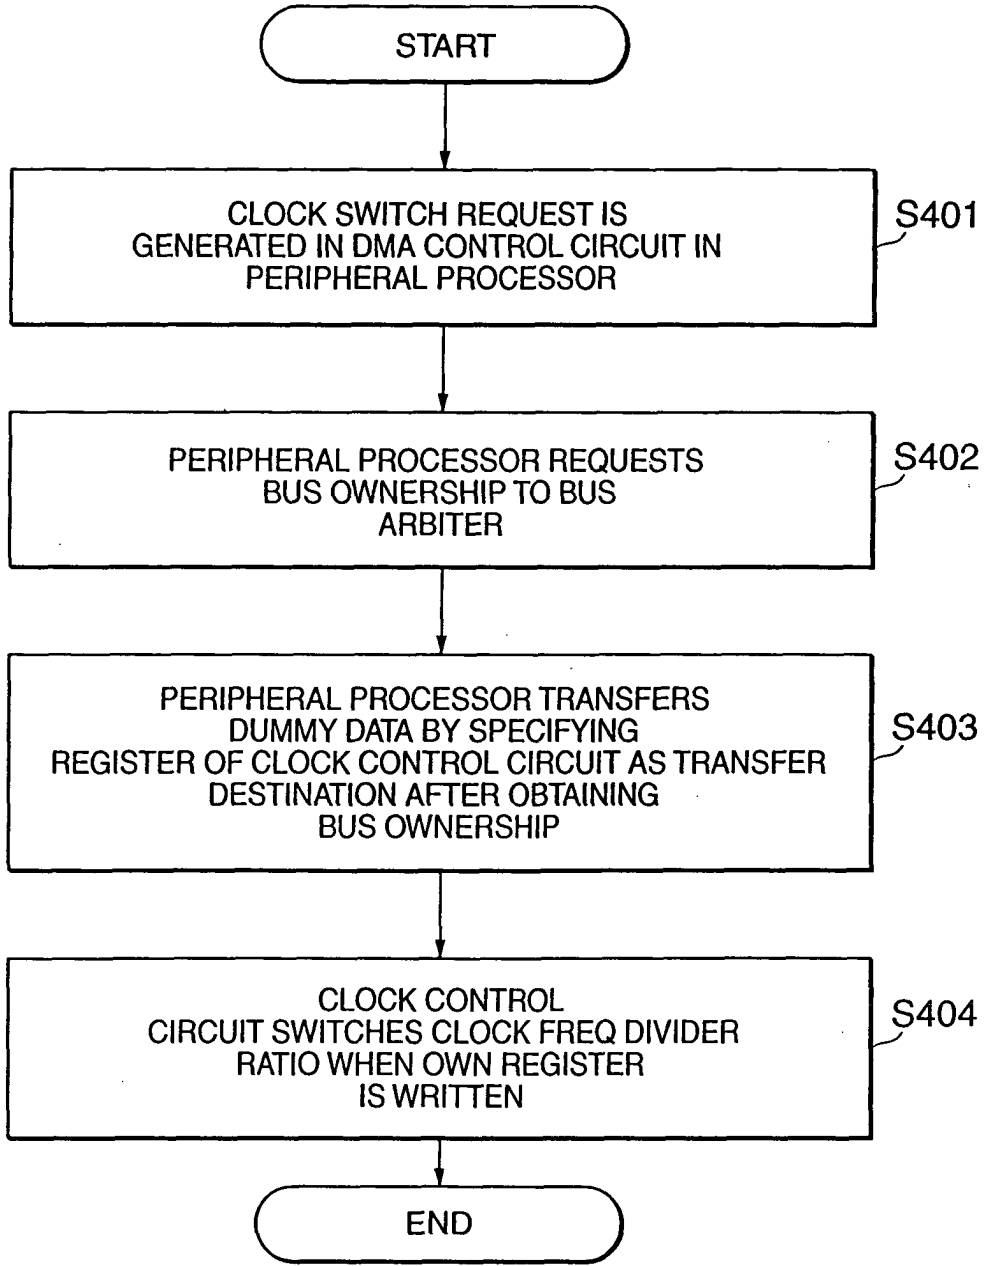 START
CLOCK SWITCH REQUEST IS
GENERATED IN DMA CONTROL CIRCUIT IN
PERIPHERAL PROCESSOR
S401
PERIPHERAL PROCESSOR REQUESTS
BUS OWNERSHIP TO BUS
ARBITER
S402
PERIPHERAL PROCESSOR TRANSFERS
DUMMY DATA BY SPECIFYING
REGISTER OF CLOCK CONTROL CIRCUIT AS TRANSFER
DESTINATION AFTER OBTAINING
BUS OWNERSHIP
S403
CLOCK CONTROL
CIRCUIT SWITCHES CLOCK FREQ DIVIDER
RATIO WHEN OWN REGISTER
IS WRITTEN
S404
END